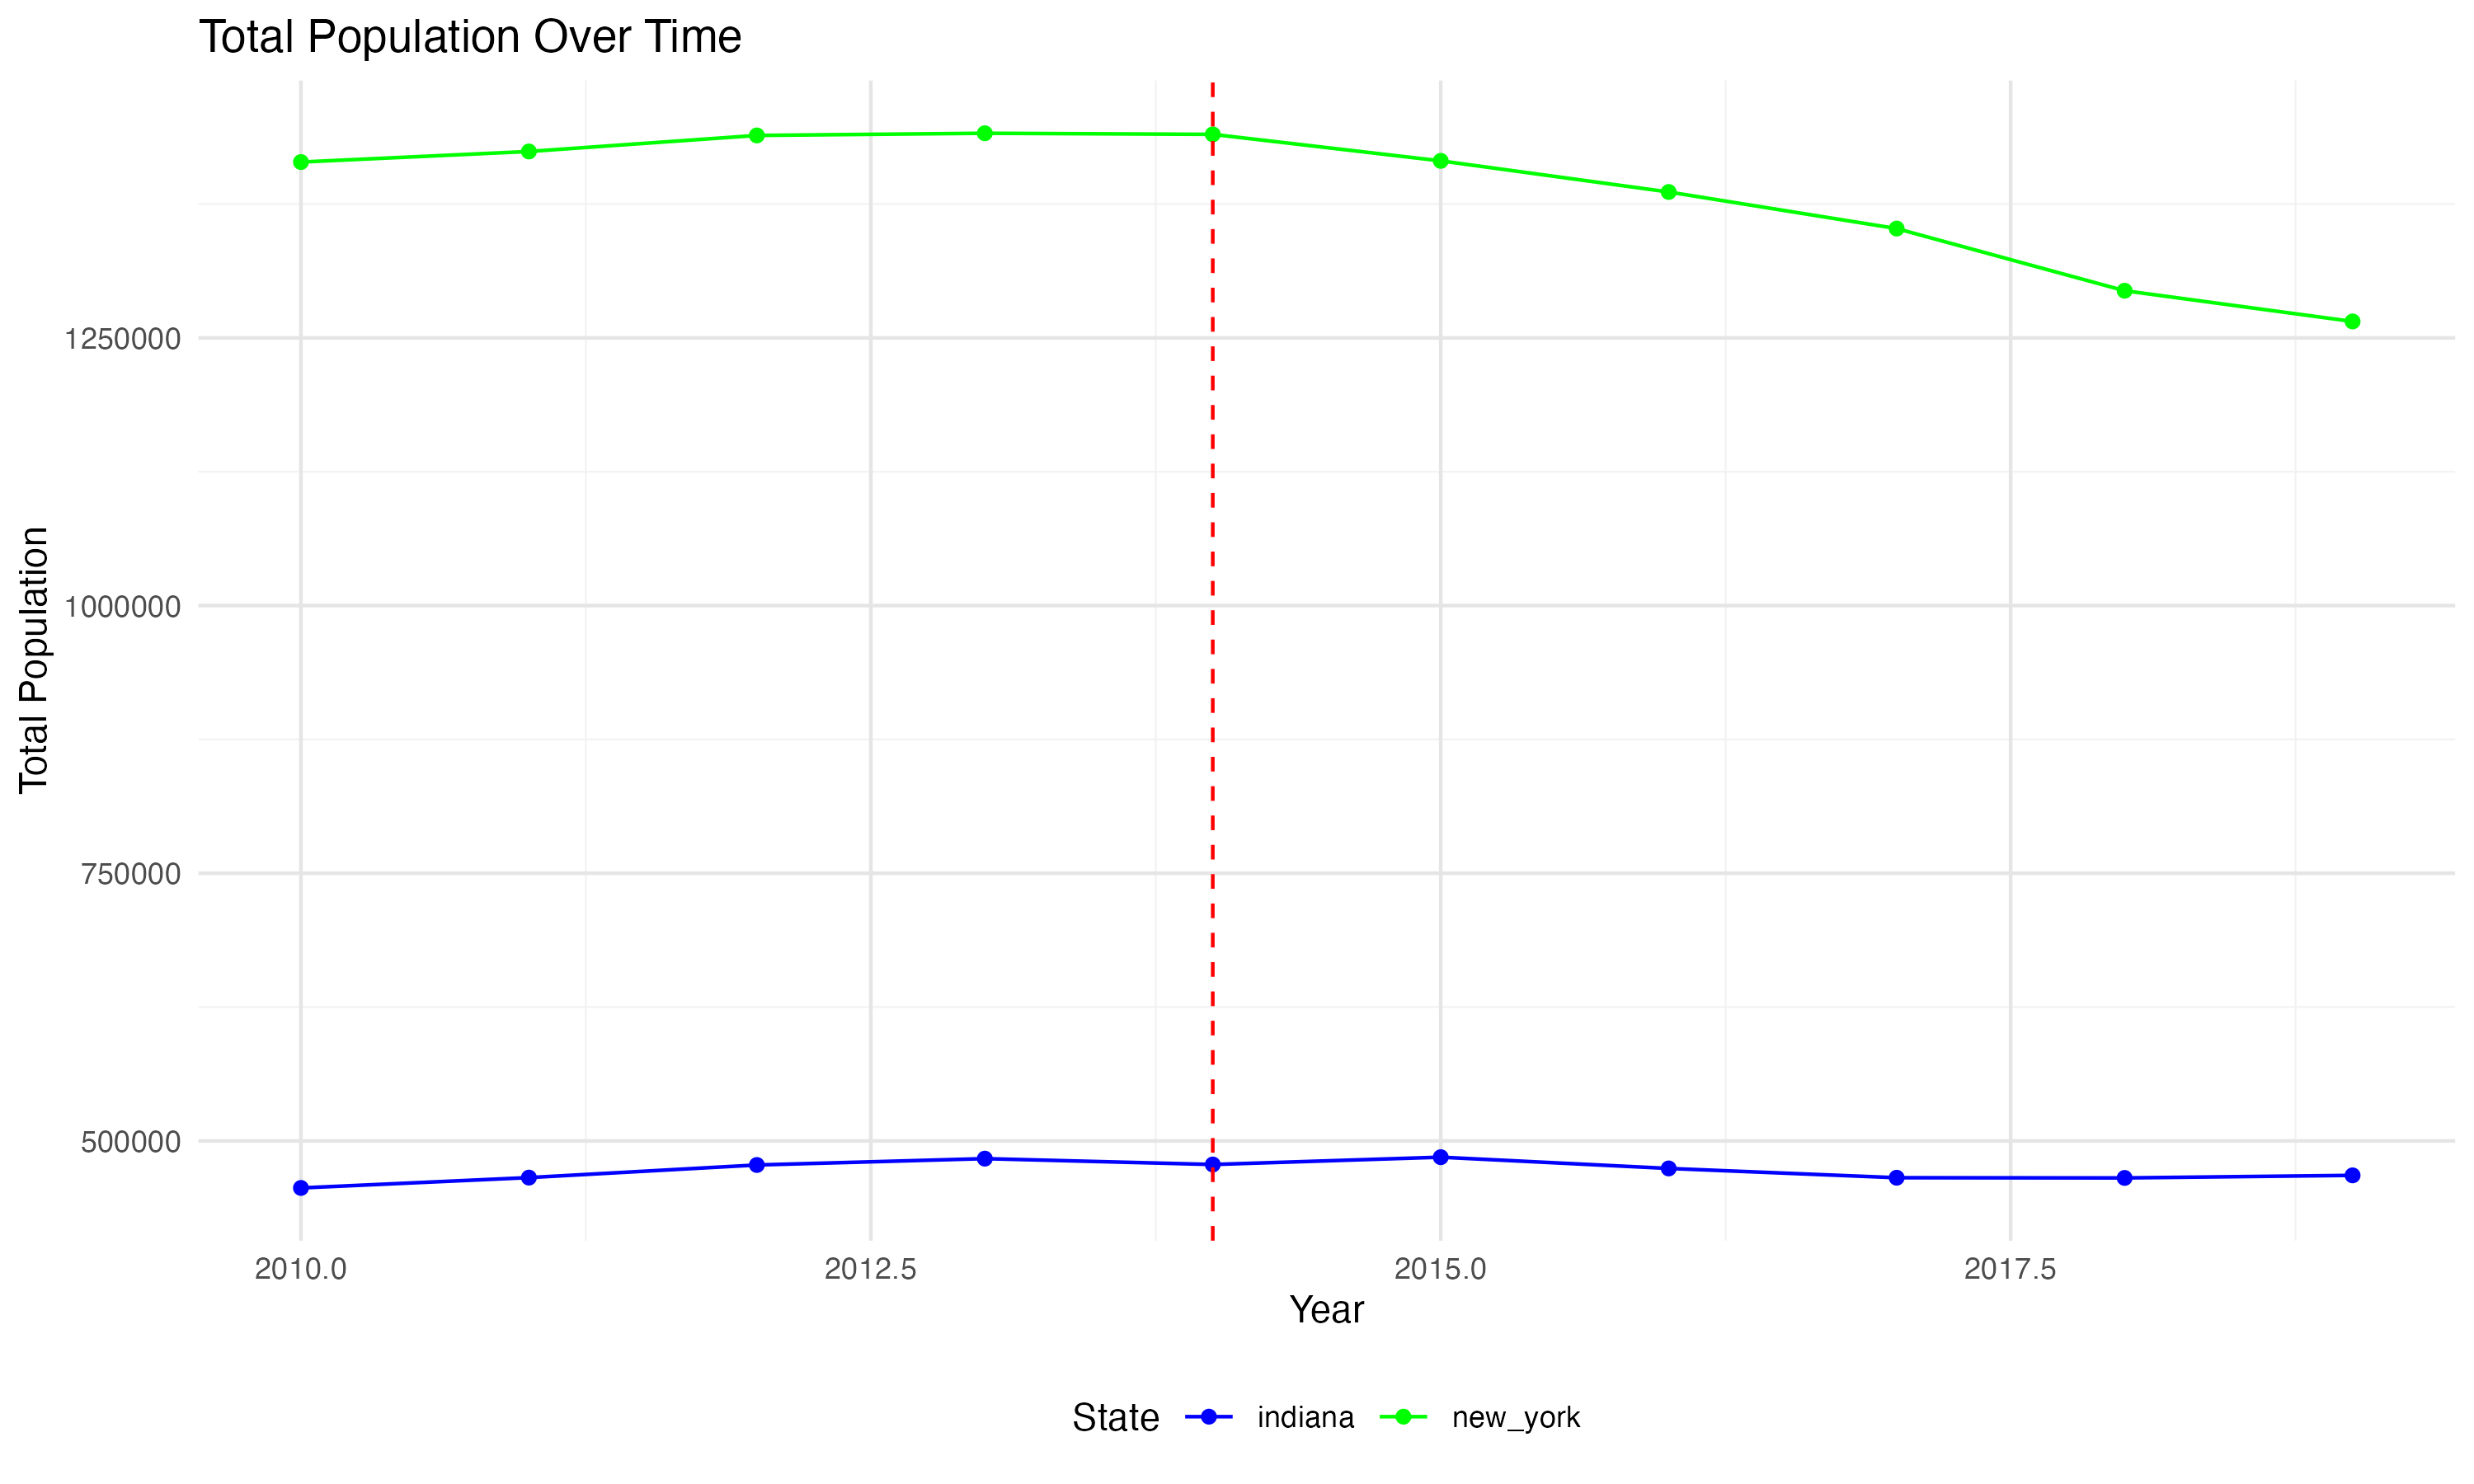 Total Population Over Time
Total Population
1250000
1000000
750000
500000
2010.0 2012.5 2015.0 2017.5
Year
State indiana new_york